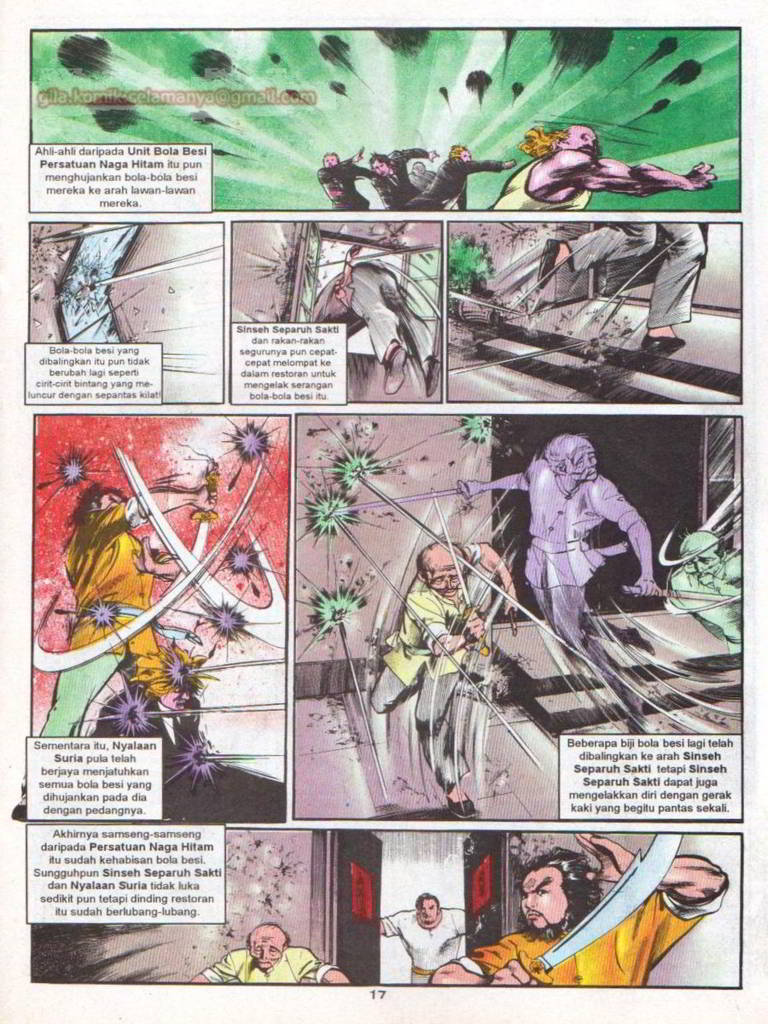 gila.komik.selamanya@gmail.com
Ahli-ahli daripada Unit Bola Besi
Persatuan Naga Hitam itu pun
menghujankan bola-bola besi
mereka ke arah lawan-lawan
mereka.
Bola-bola besi yang
dibalingkan itu pun tidak
berubah lagi seperti
cirit-cirit bintang yang me-
luncur dengan sepantas kilat!
Sinseh Separuh Sakti
dan rakan-rakan
segurunya pun cepat-
cepat melompat ke
dalam restoran untuk
mengelak serangan
bola-bola besi itu.
Sementara itu, Nyalaan
Suria pula telah
berjaya menjatuhkan
semua bola besi yang
dihujankan pada dia
dengan pedangnya.
Beberapa biji bola besi lagi telah
dibalingkan ke arah Sinseh
Separuh Sakti tetapi Sinseh
Separuh Sakti dapat juga
mengelakkan diri dengan gerak
kaki yang begitu pantas sekali.
Akhirnya samseng-samseng
daripada Persatuan Naga Hitam
itu sudah kehabisan bola besi.
Sungguhpun Sinseh Separuh Sakti
dan Nyalaan Suria tidak luka
sedikit pun tetapi dinding restoran
itu sudah berlubang-lubang.
17